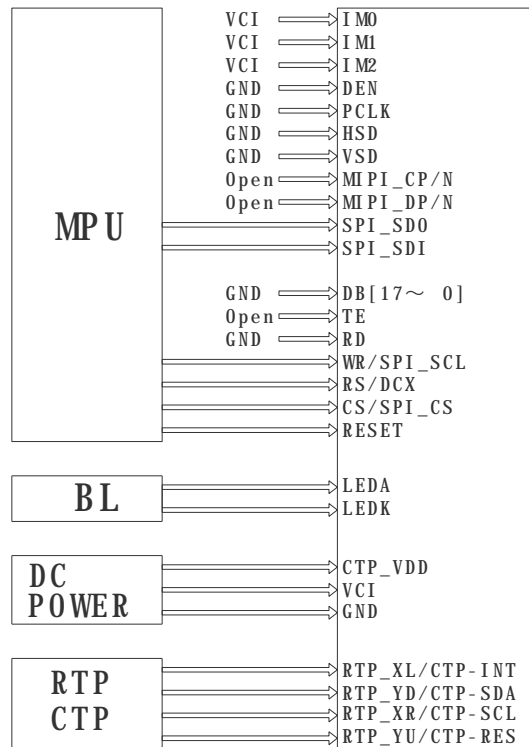 VCI IM0
VCI IM1
VCI IM2
GND DEN
GND PCLK
GND HSD
GND VSD
Open MIPI_CP/N
Open MIPI_DP/N
MPU
SPI_SDO
SPI_SDI
GND DB[17～ 0]
Open TE
GND RD
WR/SPI_SCL
RS/DCX
CS/SPI_CS
RESET
BL
LEDA
LEDK
DC
POWER
CTP_VDD
VCI
GND
RTP
CTP
RTP_XL/CTP-INT
RTP_YD/CTP-SDA
RTP_XR/CTP-SCL
RTP_YU/CTP-RES